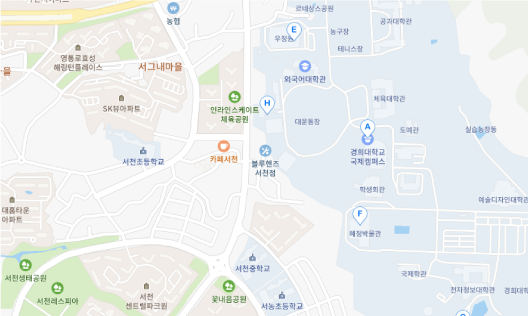 르네상스공원
공과대학관
농협
E
우정원
농구장
테니스장
영통로효성
해링턴플레이스
서그내마을
마을
외국어대학관
SK뷰아파트
인라인스케이트
체육공원
H
체육대학관
대운동장
A
도예관
실습농장동
경희대학교
국제캠퍼스
서천초등학교
카페서천
블루핸즈
서천점
학생회관
예술디자인대학관
대홍타운
아파트
F
혜정박물관
서천중학교
국제학관
서천생태공원
전자정보대학관
경희대
서천레스피아
서천
센트럴파크원
꽃내음공원
서농초등학교